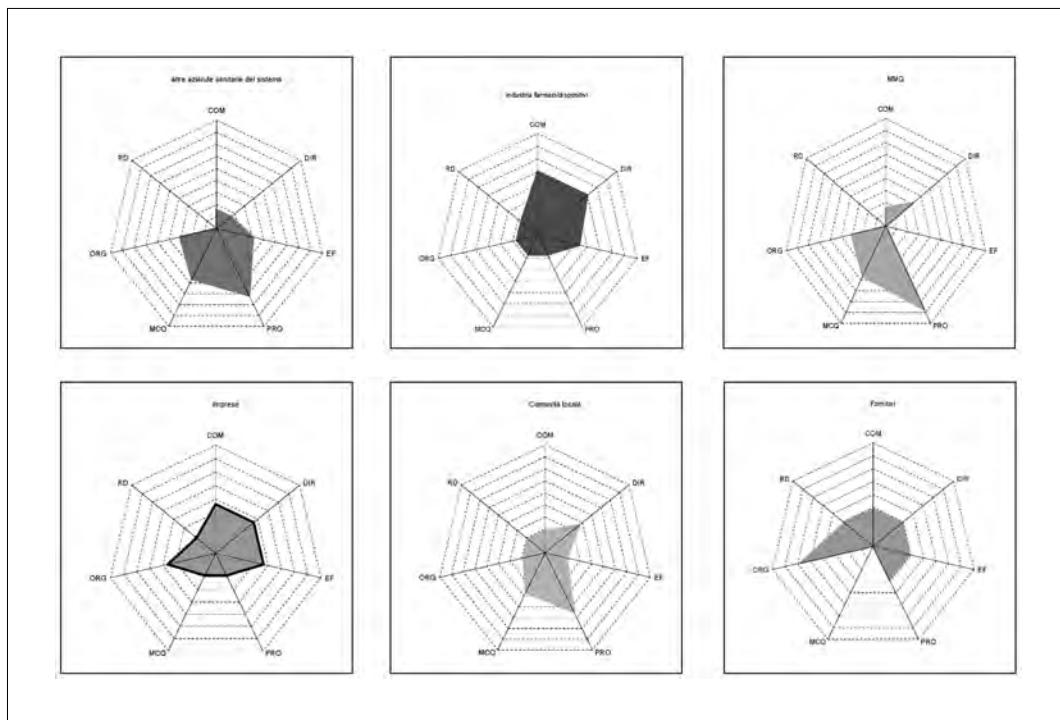 altre aziende sanitarie del sistema
COM
DIR
EF
PRO
MCQ
ORG
RD
industria farmaci/dispositivi
COM
DIR
EF
PRO
MCQ
ORG
RD
MMG
COM
DIR
EF
PRO
MCQ
ORG
RD
imprese
COM
DIR
EF
PRO
MCQ
ORG
RD
Comunità locale
COM
DIR
EF
PRO
MCQ
ORG
RD
Fornitori
COM
DIR
EF
PRO
MCQ
ORG
RD